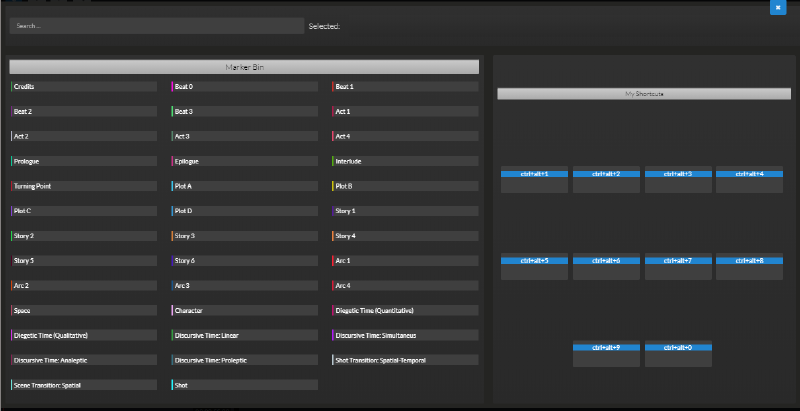 Search ...
Selected:
Marker Bin
Credits
Beat 0
Beat 1
Beat 2
Beat 3
Act 1
Act 2
Act 3
Act 4
Prologue
Epilogue
Interlude
Turning Point
Plot A
Plot B
Plot C
Plot D
Story 1
Story 2
Story 3
Story 4
Story 5
Story 6
Arc 1
Arc 2
Arc 3
Arc 4
Space
Character
Diegetic Time (Quantitative)
Diegetic Time (Qualitative)
Discursive Time: Linear
Discursive Time: Simultaneus
Discursive Time: Analeptic
Discursive Time: Proleptic
Shot Transition: Spatial-Temporal
Scene Transition: Spatial
Shot
My Shortcuts
ctrl+alt+1
ctrl+alt+2
ctrl+alt+3
ctrl+alt+4
ctrl+alt+5
ctrl+alt+6
ctrl+alt+7
ctrl+alt+8
ctrl+alt+9
ctrl+alt+0